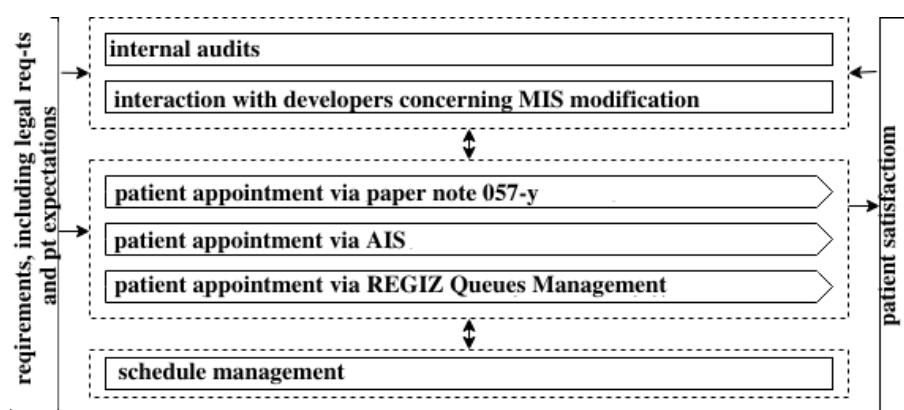 reqirements, including legal req-ts
and pt expectations
internal audits
interaction with developers concerning MIS modification
patient appointment via paper note 057-y
patient appointment via AIS
patient appointment via REGIZ Queues Management
schedule management
patient satisfactiom